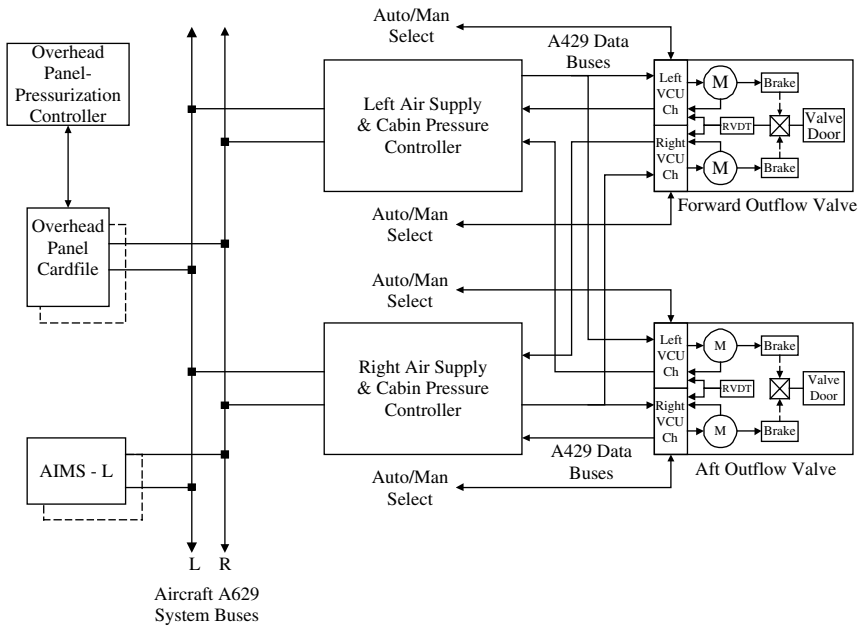 Overhead
Panel-
Pressurization
Controller
Overhead
Panel
Cardfile
AIMS - L
L R
Aircraft A629
System Buses
Auto/Man
Select
A429 Data
Buses
Left Air Supply
& Cabin Pressure
Controller
Auto/Man
Select
Left
VCU
Ch
Right
VCU
Ch
M
Brake
RVDT
Valve
Door
M
Brake
Forward Outflow Valve
Auto/Man
Select
Right Air Supply
& Cabin Pressure
Controller
A429 Data
Buses
Auto/Man
Select
Left
VCU
Ch
Right
VCU
Ch
M
Brake
RVDT
Valve
Door
M
Brake
Aft Outflow Valve